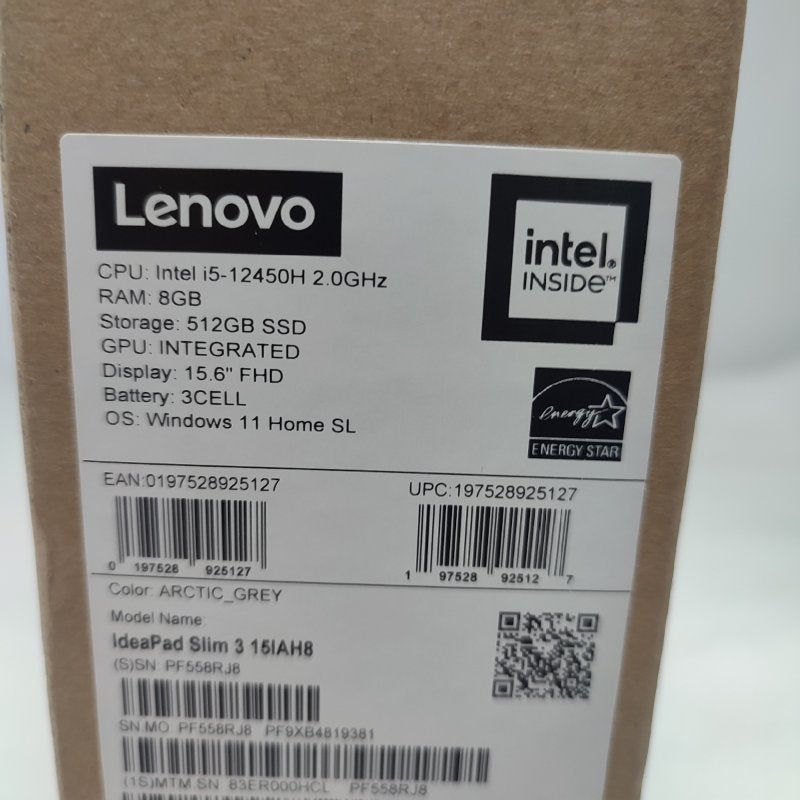 Lenovo
CPU: Intel i5-12450H 2.0GHz
RAM: 8GB
Storage: 512GB SSD
GPU: INTEGRATED
Display: 15.6" FHD
Battery: 3CELL
OS: Windows 11 Home SL
intel.
INSIDE™
energy
ENERGY STAR
EAN:0197528925127
0 197528 925127
UPC:197528925127
1 97528 92512 7
Color: ARCTIC_GREY
Model Name:
IdeaPad Slim 3 15IAH8
(S)SN: PF558RJ8
SN.MO: PF558RJ8 PF9XB4819381
(1S)MTM.SN: 83ER000HCL PF558RJ8